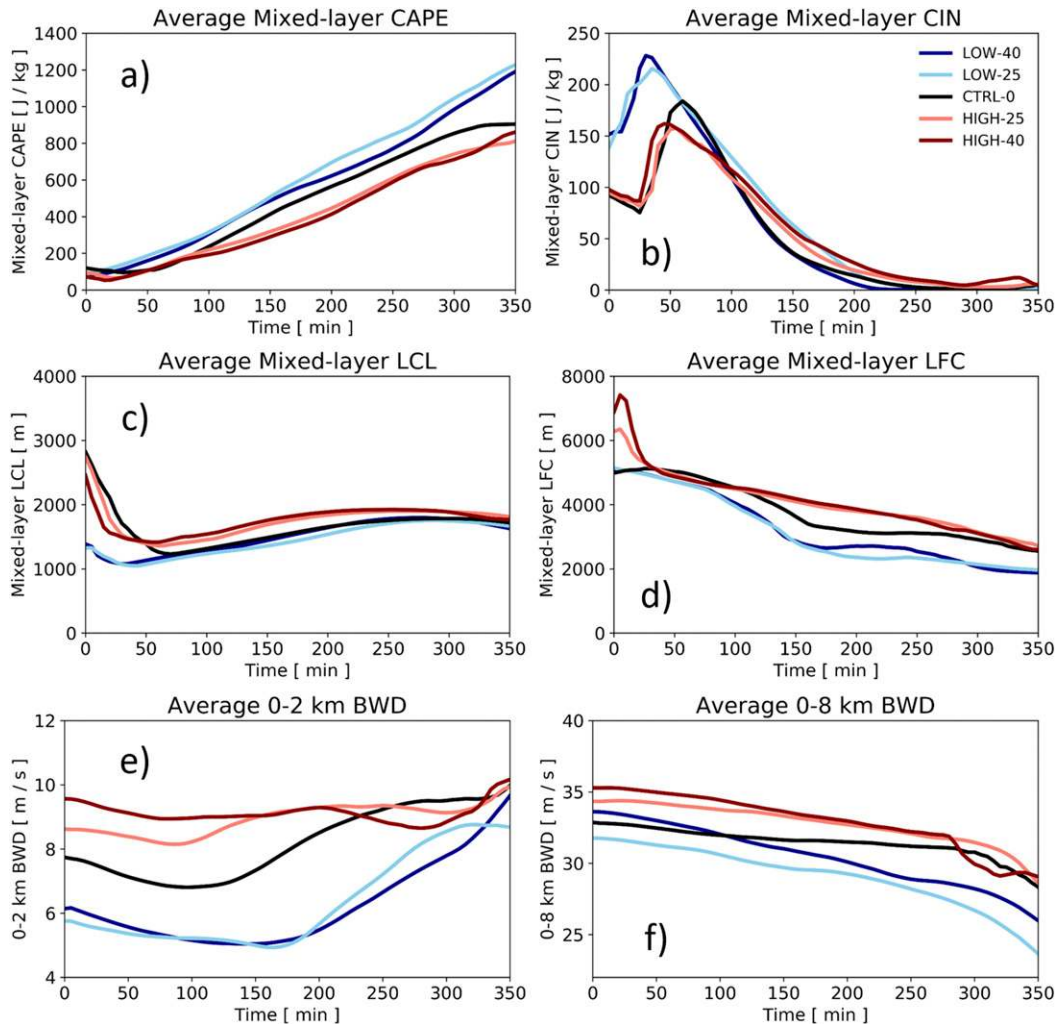 Average Mixed-layer CAPE
Mixed-layer CAPE [ J / kg ]
1400
1200
1000
800
600
400
200
0
a)
0 50 100 150 200 250 300 350
Time [ min ]
Average Mixed-layer CIN
Mixed-layer CIN [ J / kg ]
250
200
150
100
50
0
LOW-40
LOW-25
CTRL-0
HIGH-25
HIGH-40
b)
0 50 100 150 200 250 300 350
Time [ min ]
Average Mixed-layer LCL
Mixed-layer LCL [ m ]
4000
3000
2000
1000
0
c)
0 50 100 150 200 250 300 350
Time [ min ]
Average Mixed-layer LFC
Mixed-layer LFC [ m ]
8000
6000
4000
2000
0
d)
0 50 100 150 200 250 300 350
Time [ min ]
Average 0-2 km BWD
0-2 km BWD [ m / s ]
12
10
8
6
4
e)
0 50 100 150 200 250 300 350
Time [ min ]
Average 0-8 km BWD
0-8 km BWD [ m / s ]
40
35
30
25
f)
0 50 100 150 200 250 300 350
Time [ min ]